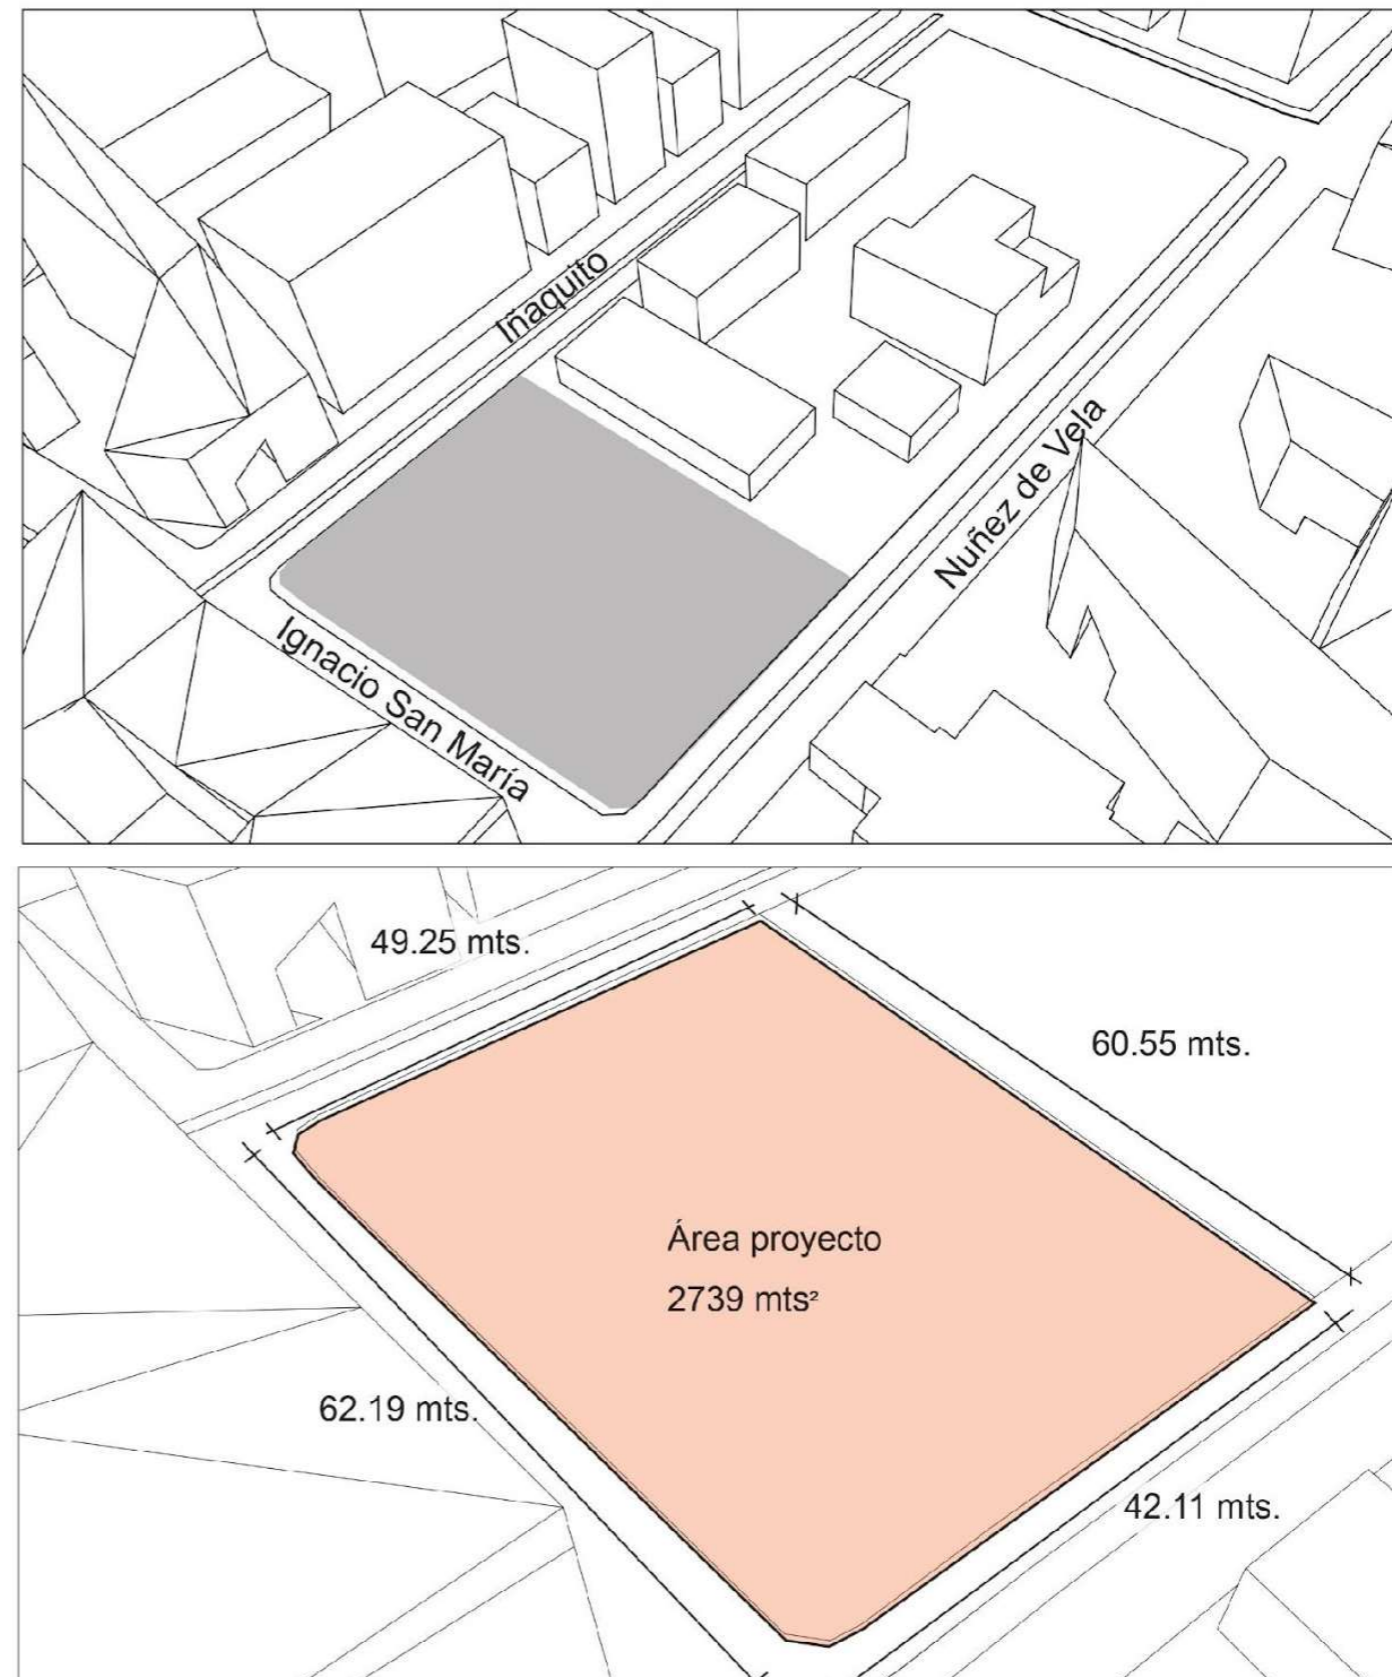 Iñaquito
Nuñez de Vela
Ignacio San María
49.25 mts.
60.55 mts.
Área proyecto
2739 mts²
62.19 mts.
42.11 mts.